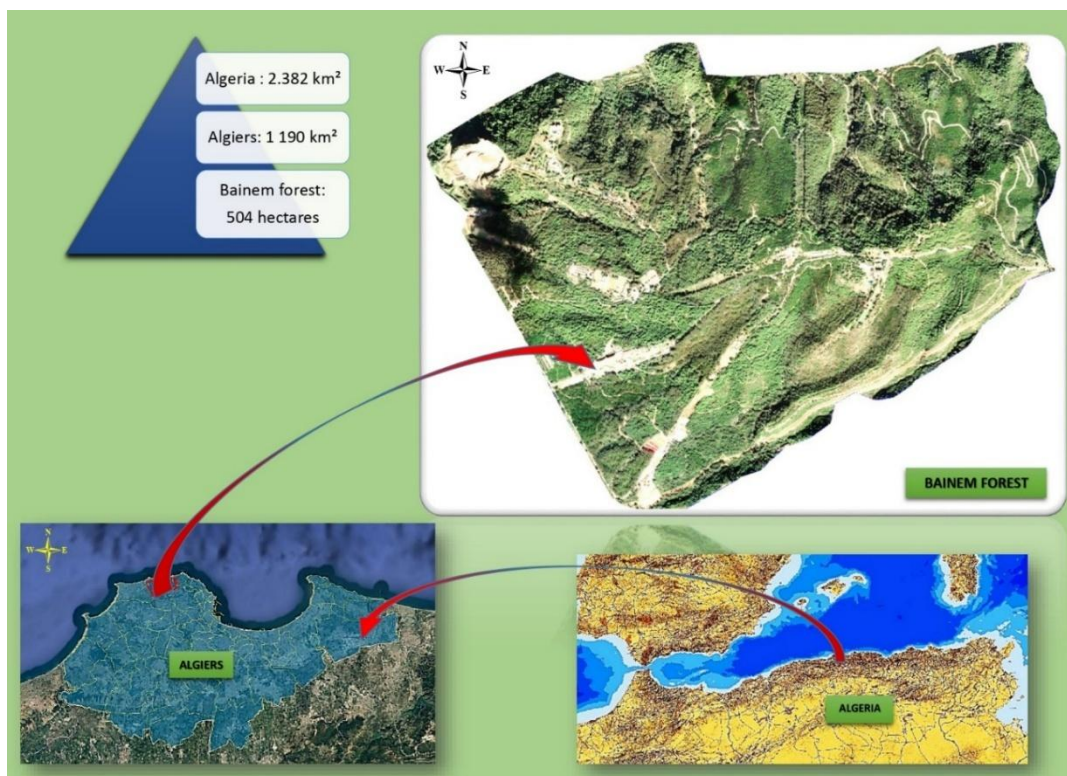 Algeria : 2.382 km²
Algiers: 1 190 km²
Bainem forest:
504 hectares
N
W E
S
BAINEM FOREST
N
W E
S
ALGIERS
ALGERIA